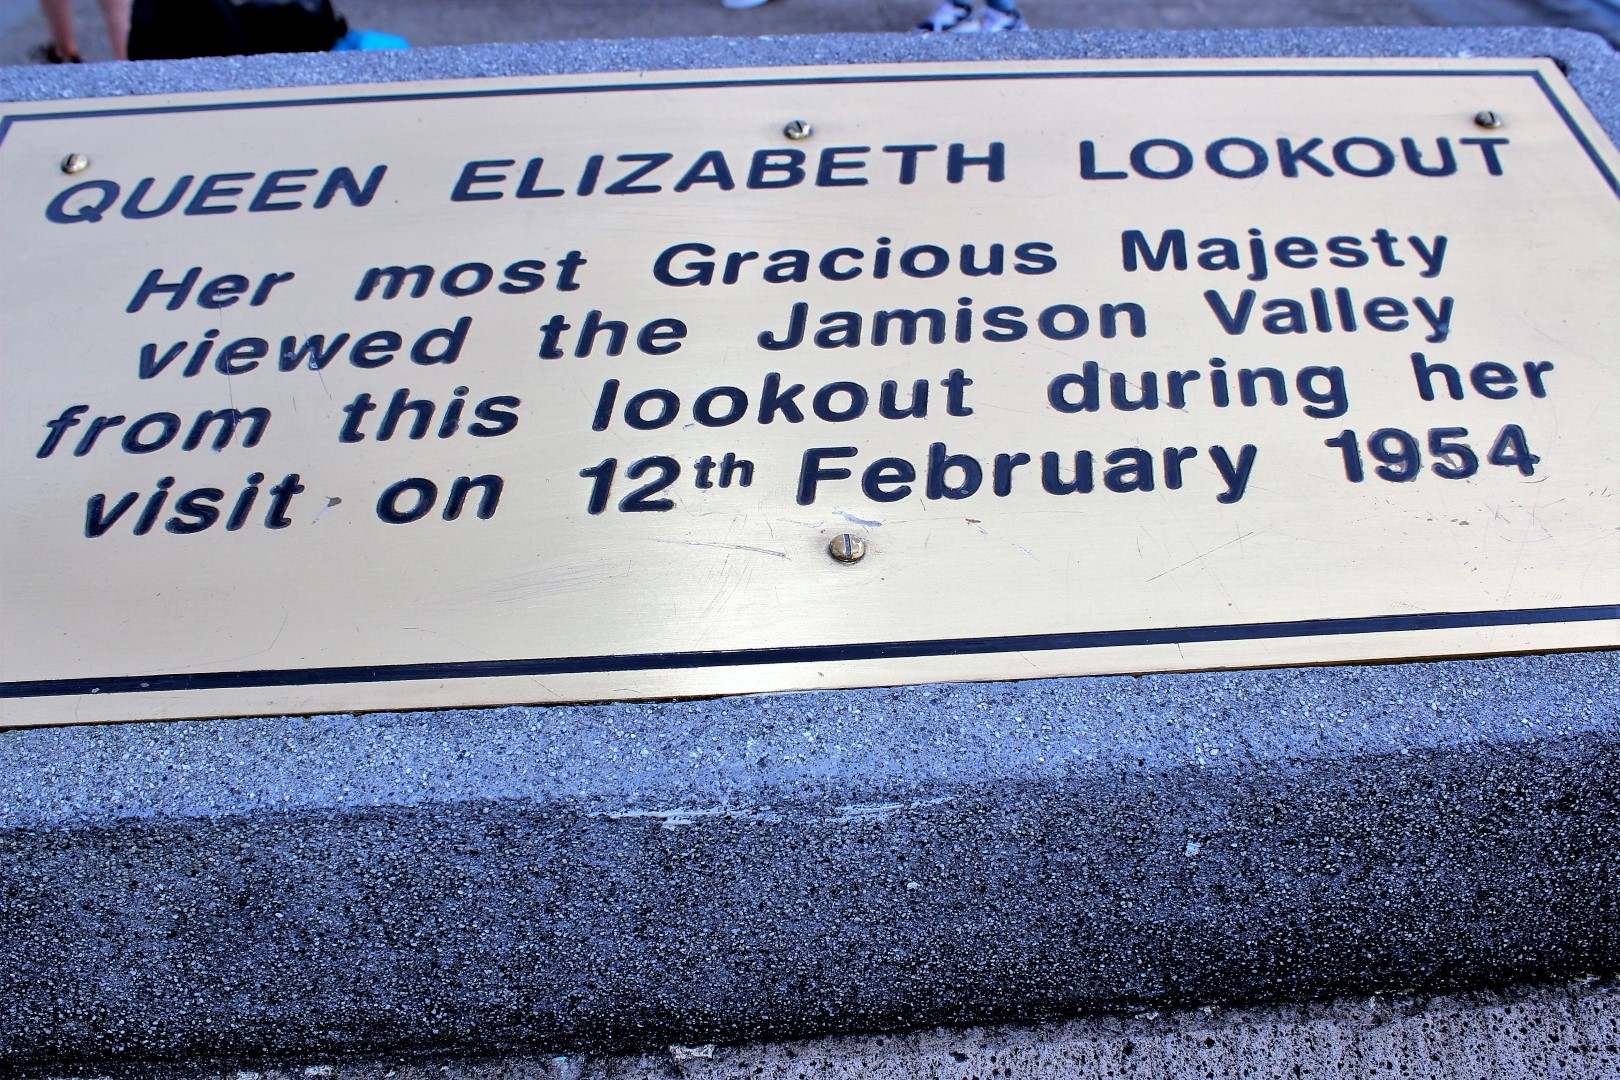 QUEEN ELIZABETH LOOKOUT
Her most Gracious Majesty
viewed the Jamison Valley
from this lookout during her
visit on 12th February 1954